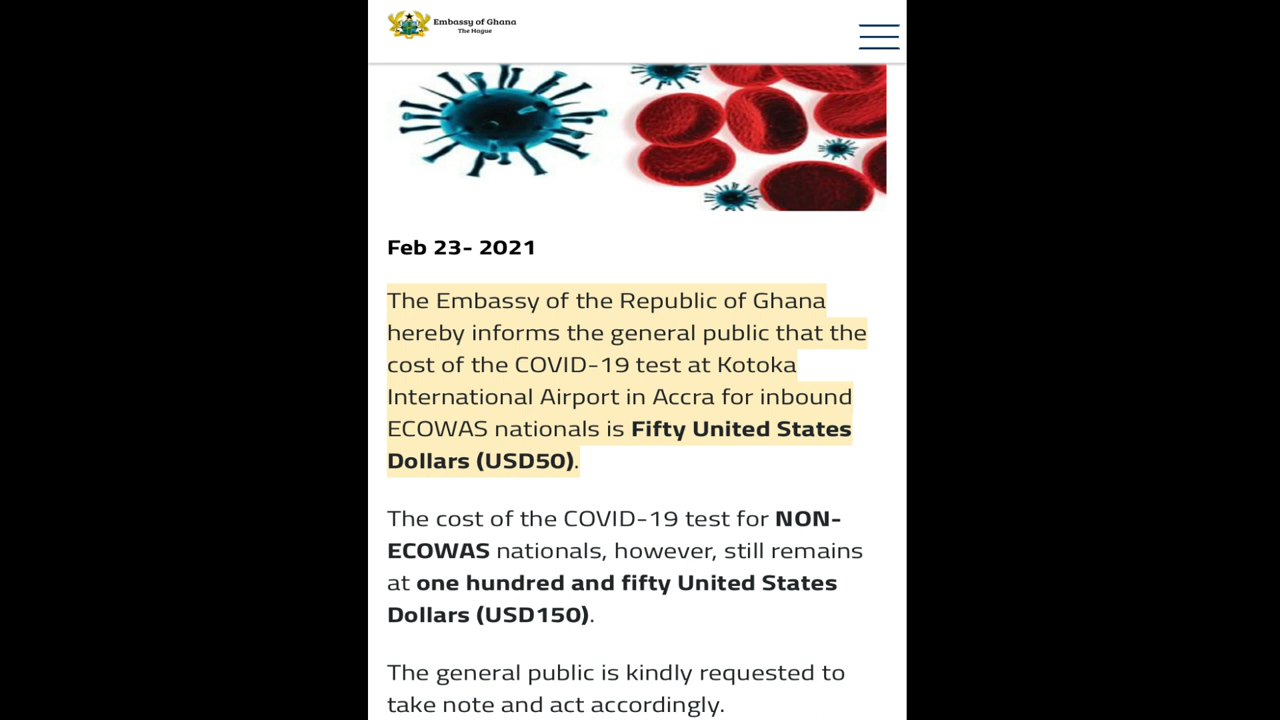 Embassy of Ghana
The Hague
Feb 23- 2021
The Embassy of the Republic of Ghana
hereby informs the general public that the
cost of the COVID-19 test at Kotoka
International Airport in Accra for inbound
ECOWAS nationals is Fifty United States
Dollars (USD50).
The cost of the COVID-19 test for NON-
ECOWAS nationals, however, still remains
at one hundred and fifty United States
Dollars (USD150).
The general public is kindly requested to
take note and act accordingly.